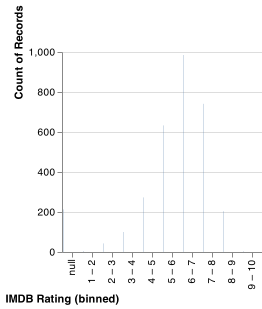 Count of Records
1,000
800
600
400
200
0
null
1 – 2
2 – 3
3 – 4
4 – 5
5 – 6
6 – 7
7 – 8
8 – 9
9 – 10
IMDB Rating (binned)